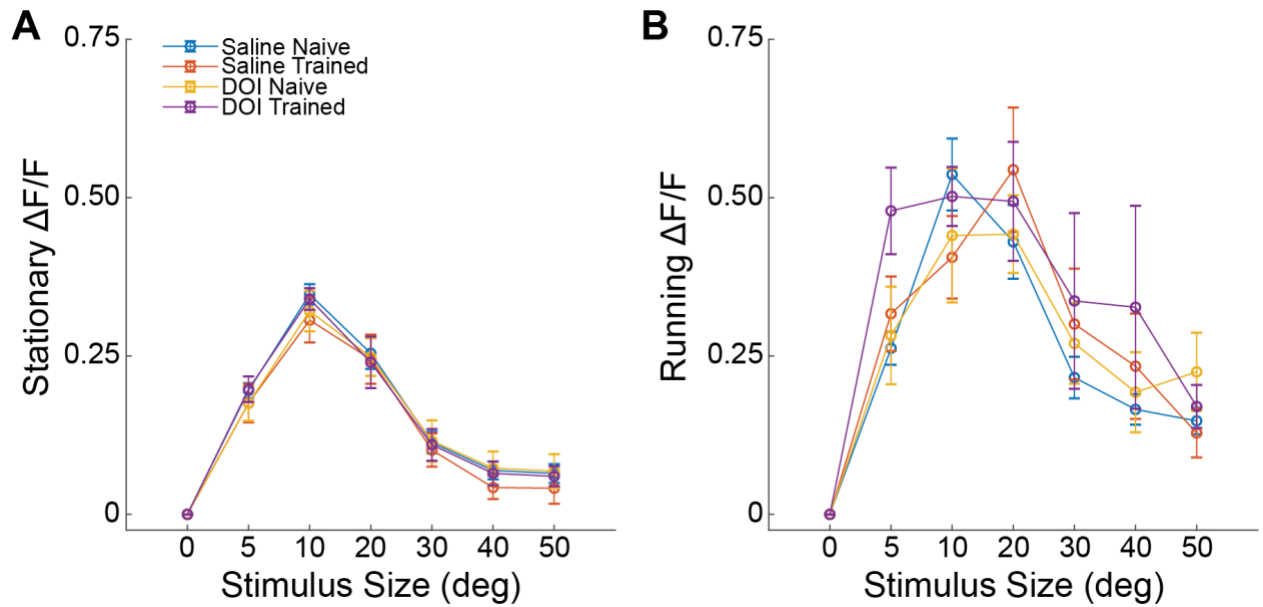 A
0.75
0.50
0.25
0
Stationary ΔF/F
Saline Naive
Saline Trained
DOI Naive
DOI Trained
0 5 10 20 30 40 50
Stimulus Size (deg)
B
0.75
0.50
0.25
0
Running ΔF/F
0 5 10 20 30 40 50
Stimulus Size (deg)